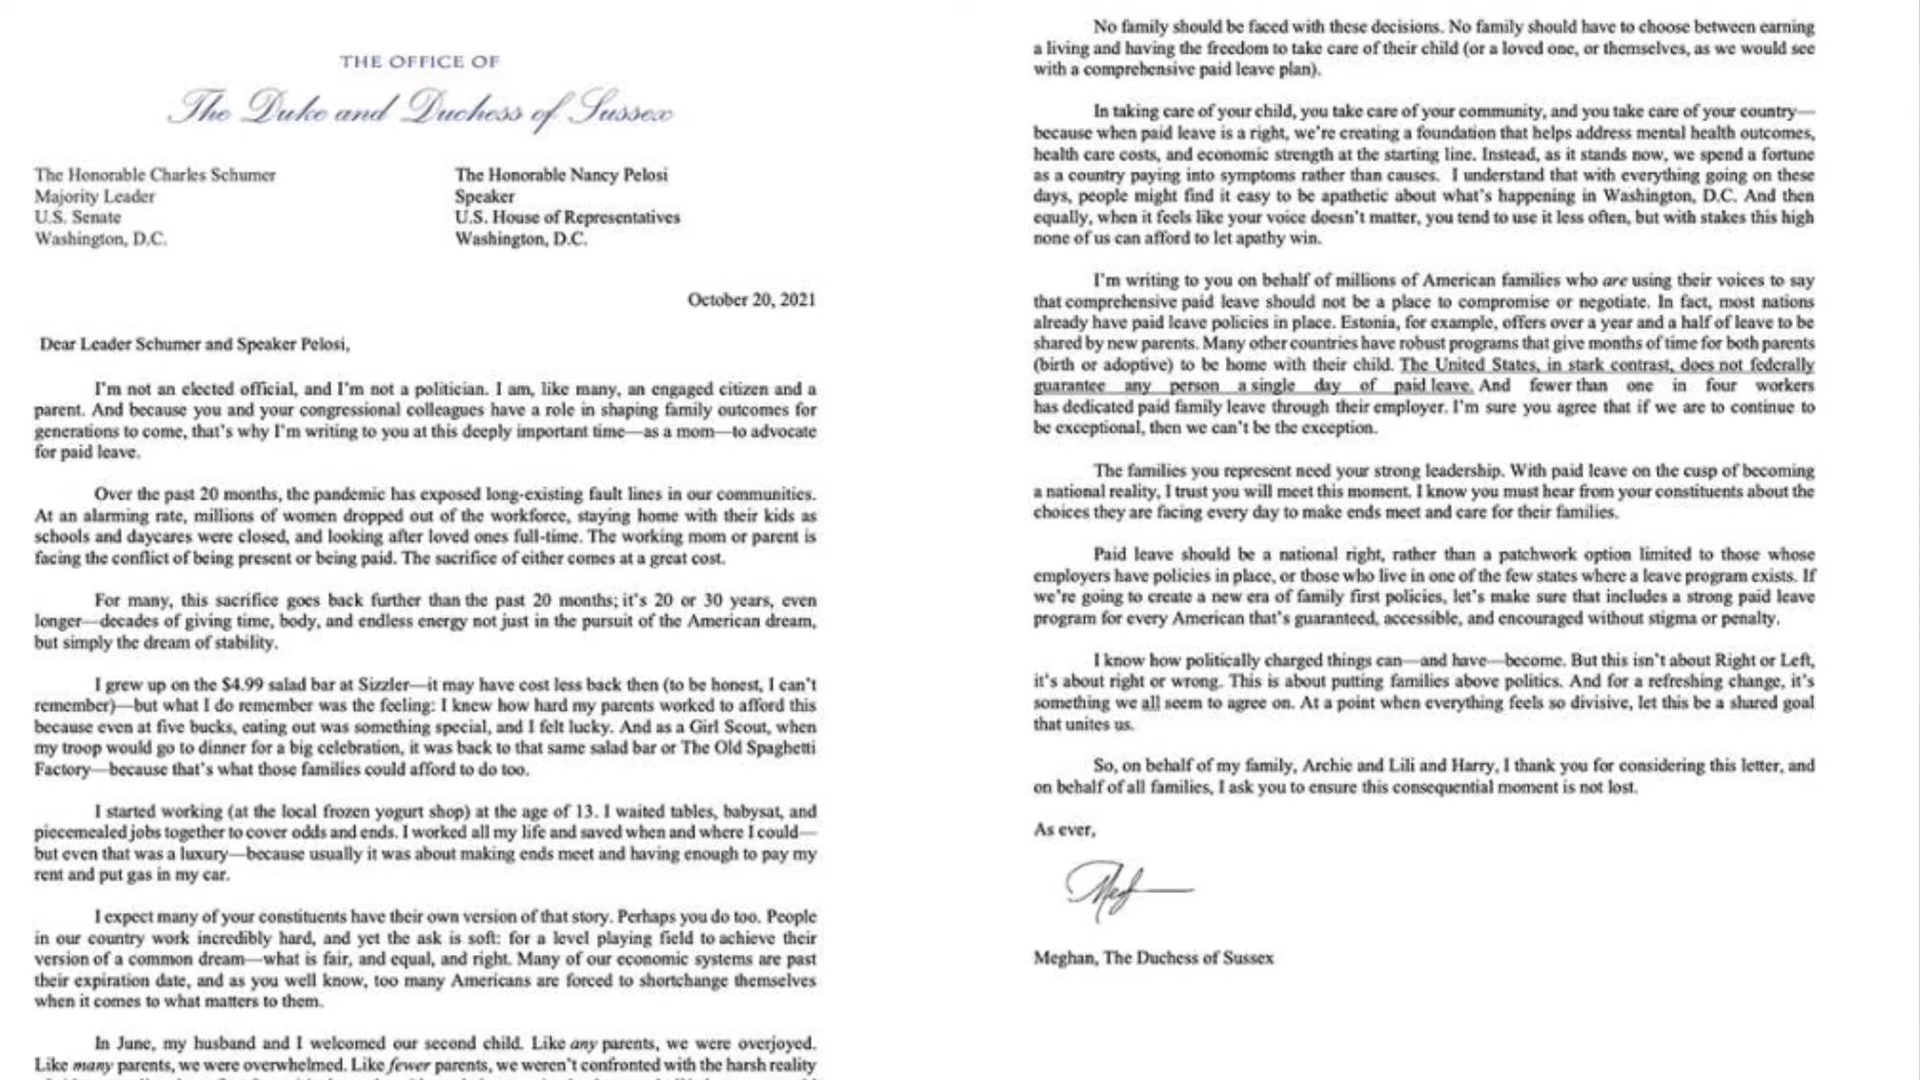 THE OFFICE OF
The Duke and Duchess of Sussex
The Honorable Charles Schumer
Majority Leader
U.S. Senate
Washington, D.C.
The Honorable Nancy Pelosi
Speaker
U.S. House of Representatives
Washington, D.C.
October 20, 2021
Dear Leader Schumer and Speaker Pelosi,
I'm not an elected official, and I'm not a politician. I am, like many, an engaged citizen and a
parent. And because you and your congressional colleagues have a role in shaping family outcomes for
generations to come, that's why I'm writing to you at this deeply important time—as a mom—to advocate
for paid leave.
Over the past 20 months, the pandemic has exposed long-existing fault lines in our communities.
At an alarming rate, millions of women dropped out of the workforce, staying home with their kids as
schools and daycares were closed, and looking after loved ones full-time. The working mom or parent is
facing the conflict of being present or being paid. The sacrifice of either comes at a great cost.
For many, this sacrifice goes back further than the past 20 months; it's 20 or 30 years, even
longer—decades of giving time, body, and endless energy not just in the pursuit of the American dream,
but simply the dream of stability.
I grew up on the $4.99 salad bar at Sizzler—it may have cost less back then (to be honest, I can't
remember)—but what I do remember was the feeling: I knew how hard my parents worked to afford this
because even at five bucks, eating out was something special, and I felt lucky. And as a Girl Scout, when
my troop would go to dinner for a big celebration, it was back to that same salad bar or The Old Spaghetti
Factory—because that's what those families could afford to do too.
I started working (at the local frozen yogurt shop) at the age of 13. I waited tables, babysat, and
piecemealed jobs together to cover odds and ends. I worked all my life and saved when and where I could—
but even that was a luxury—because usually it was about making ends meet and having enough to pay my
rent and put gas in my car.
I expect many of your constituents have their own version of that story. Perhaps you do too. People
in our country work incredibly hard, and yet the ask is soft: for a level playing field to achieve their
version of a common dream—what is fair, and equal, and right. Many of our economic systems are past
their expiration date, and as you well know, too many Americans are forced to shortchange themselves
when it comes to what matters to them.
In June, my husband and I welcomed our second child. Like any parents, we were overjoyed.
Like many parents, we were overwhelmed. Like fewer parents, we weren't confronted with the harsh reality
No family should be faced with these decisions. No family should have to choose between earning
a living and having the freedom to take care of their child (or a loved one, or themselves, as we would see
with a comprehensive paid leave plan).
In taking care of your child, you take care of your community, and you take care of your country—
because when paid leave is a right, we're creating a foundation that helps address mental health outcomes,
health care costs, and economic strength at the starting line. Instead, as it stands now, we spend a fortune
as a country paying into symptoms rather than causes. I understand that with everything going on these
days, people might find it easy to be apathetic about what's happening in Washington, D.C. And then
equally, when it feels like your voice doesn't matter, you tend to use it less often, but with stakes this high
none of us can afford to let apathy win.
I'm writing to you on behalf of millions of American families who are using their voices to say
that comprehensive paid leave should not be a place to compromise or negotiate. In fact, most nations
already have paid leave policies in place. Estonia, for example, offers over a year and a half of leave to be
shared by new parents. Many other countries have robust programs that give months of time for both parents
(birth or adoptive) to be home with their child. The United States, in stark contrast, does not federally
guarantee any person a single day of paid leave. And fewer than one in four workers
has dedicated paid family leave through their employer. I'm sure you agree that if we are to continue to
be exceptional, then we can't be the exception.
The families you represent need your strong leadership. With paid leave on the cusp of becoming
a national reality, I trust you will meet this moment. I know you must hear from your constituents about the
choices they are facing every day to make ends meet and care for their families.
Paid leave should be a national right, rather than a patchwork option limited to those whose
employers have policies in place, or those who live in one of the few states where a leave program exists. If
we're going to create a new era of family first policies, let's make sure that includes a strong paid leave
program for every American that's guaranteed, accessible, and encouraged without stigma or penalty.
I know how politically charged things can—and have—become. But this isn't about Right or Left,
it's about right or wrong. This is about putting families above politics. And for a refreshing change, it's
something we all seem to agree on. At a point when everything feels so divisive, let this be a shared goal
that unites us.
So, on behalf of my family, Archie and Lili and Harry, I thank you for considering this letter, and
on behalf of all families, I ask you to ensure this consequential moment is not lost.
As ever,
Meghan, The Duchess of Sussex